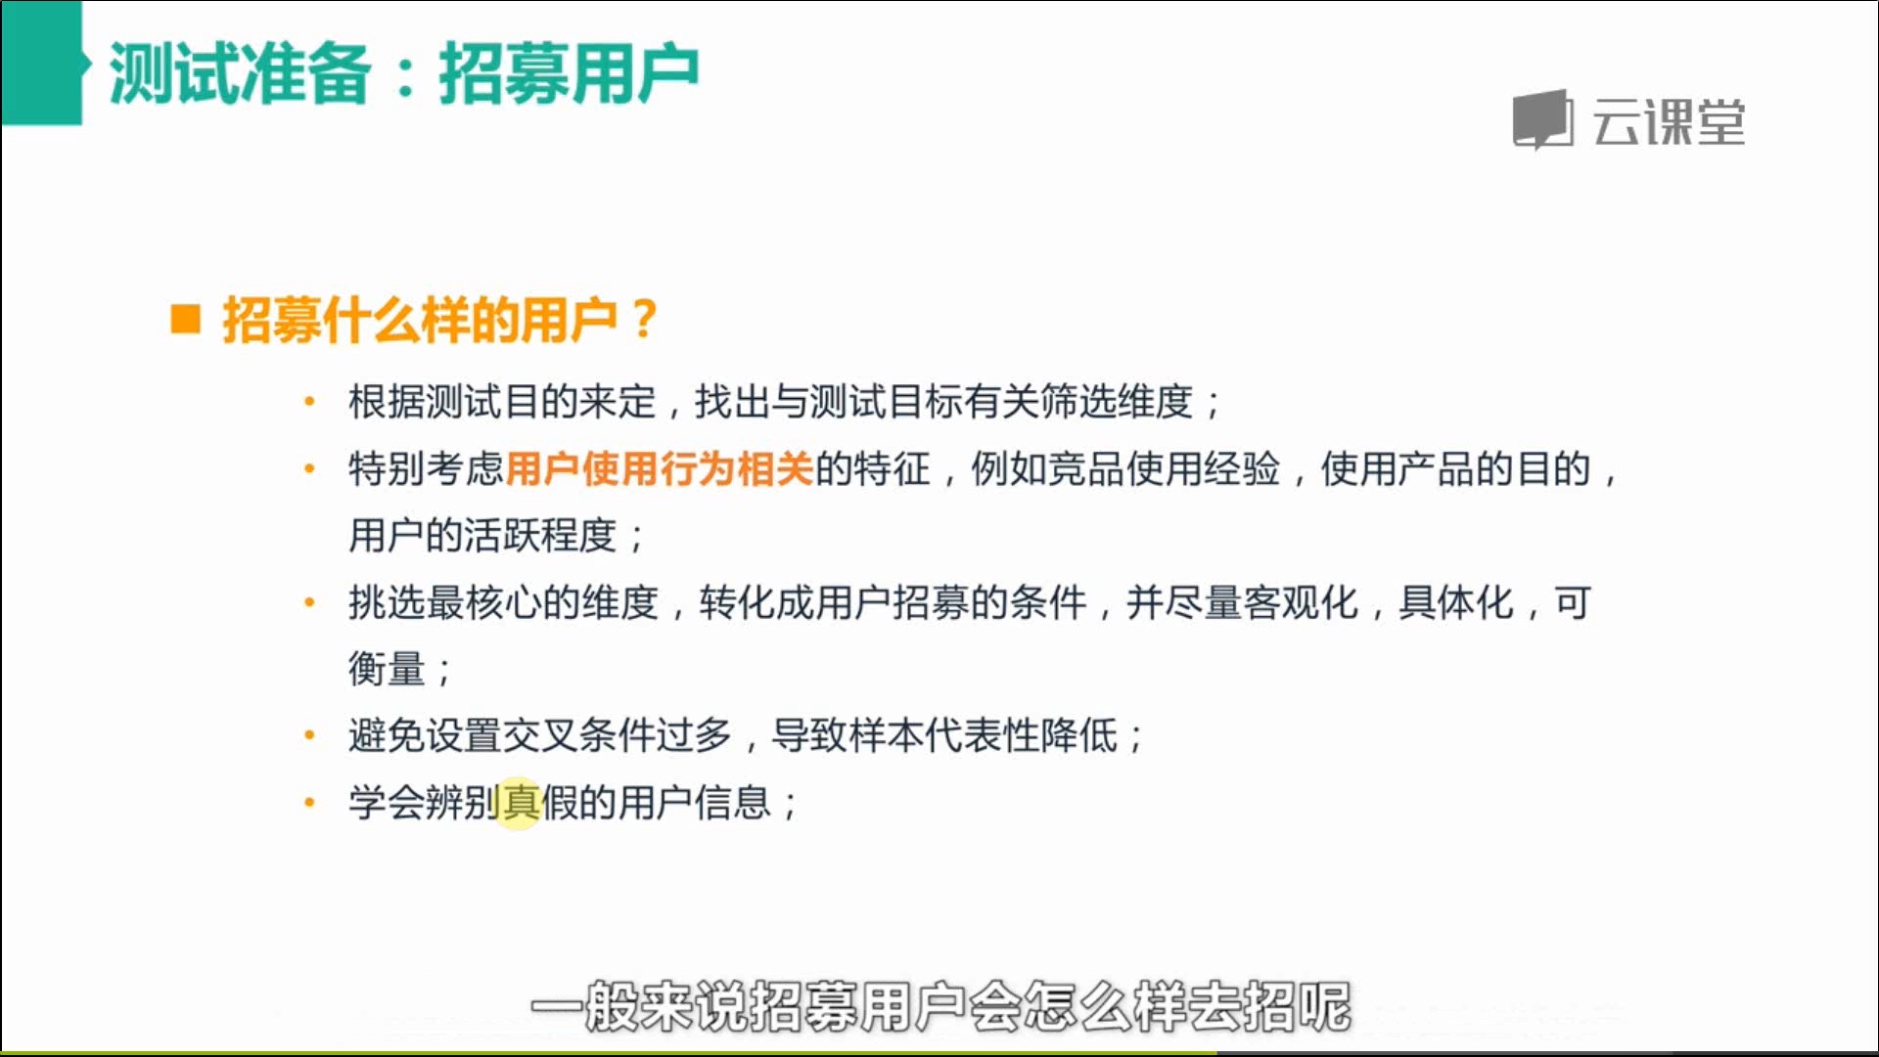 测试准备：招募用户
云课堂
■ 招募什么样的用户？
• 根据测试目的来定，找出与测试目标有关筛选维度；
• 特别考虑用户使用行为相关的特征，例如竞品使用经验，使用产品的目的，
用户的活跃程度；
• 挑选最核心的维度，转化成用户招募的条件，并尽量客观化，具体化，可
衡量；
• 避免设置交叉条件过多，导致样本代表性降低；
• 学会辨别真假的用户信息；
一般来说招募用户会怎么样去招呢